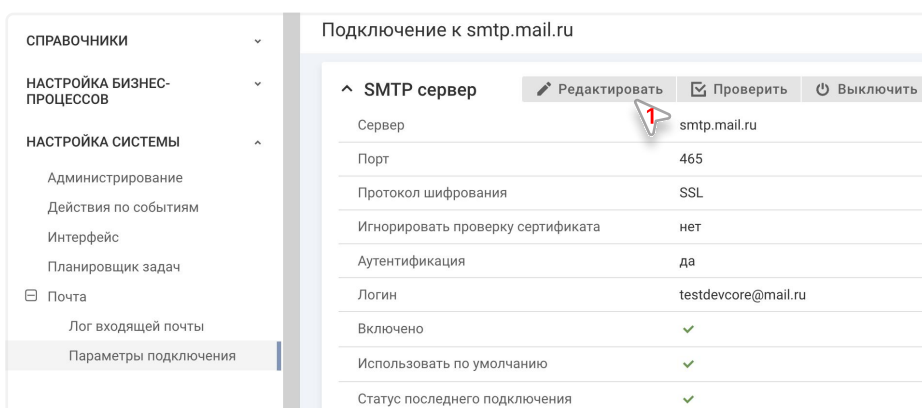 СПРАВОЧНИКИ
НАСТРОЙКА БИЗНЕС-
ПРОЦЕССОВ
НАСТРОЙКА СИСТЕМЫ
Администрирование
Действия по событиям
Интерфейс
Планировщик задач
Почта
Лог входящей почты
Параметры подключения
Подключение к smtp.mail.ru
SMTP сервер Редактировать Проверить Выключить
1
Сервер smtp.mail.ru
Порт 465
Протокол шифрования SSL
Игнорировать проверку сертификата нет
Аутентификация да
Логин testdevcore@mail.ru
Включено
Использовать по умолчанию
Статус последнего подключения